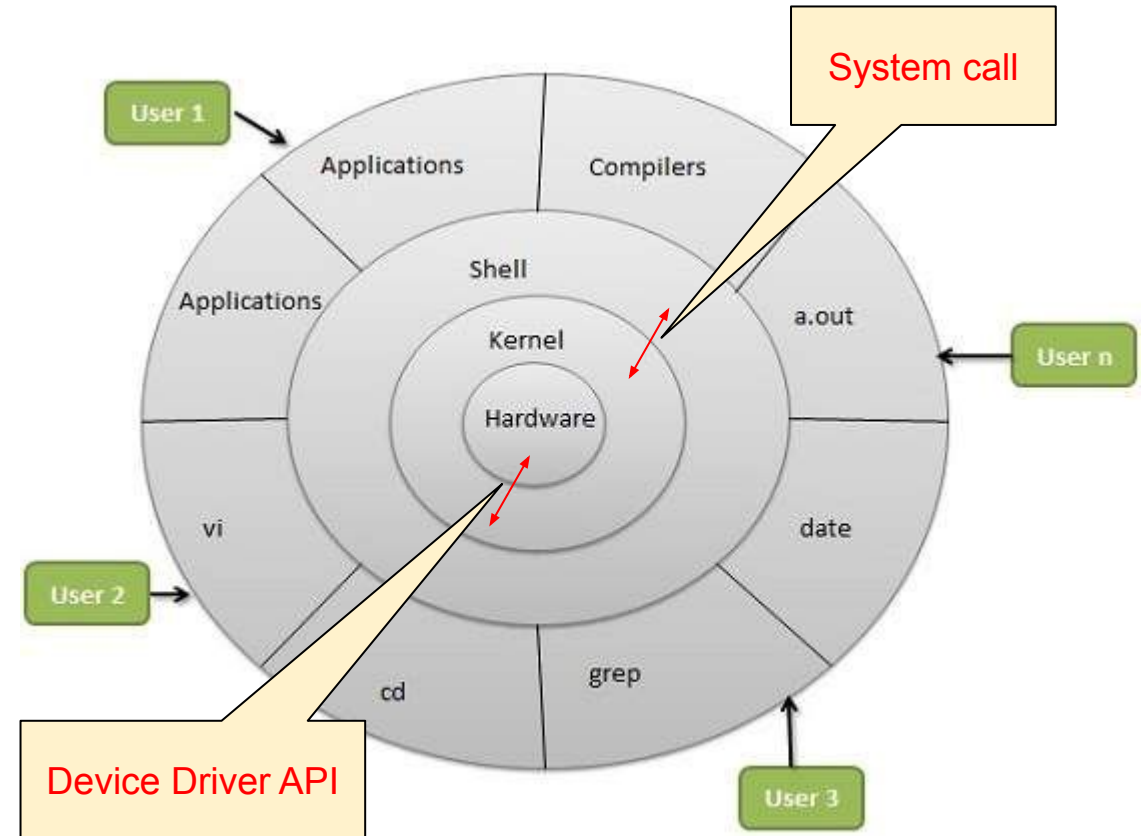 System call
User 1
Applications
Compilers
Shell
Applications
a.out
Kernel
User n
Hardware
vi
date
User 2
grep
cd
Device Driver API
User 3